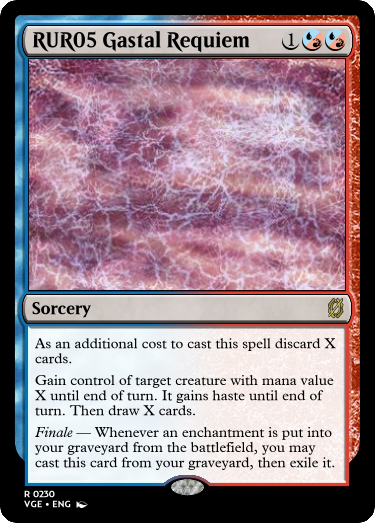 RUR05 Gastal Requiem 1
Sorcery
As an additional cost to cast this spell discard X
cards.
Gain control of target creature with mana value
X until end of turn. It gains haste until end of
turn. Then draw X cards.
Finale — Whenever an enchantment is put into
your graveyard from the battlefield, you may
cast this card from your graveyard, then exile it.
R 0230
VGE • ENG